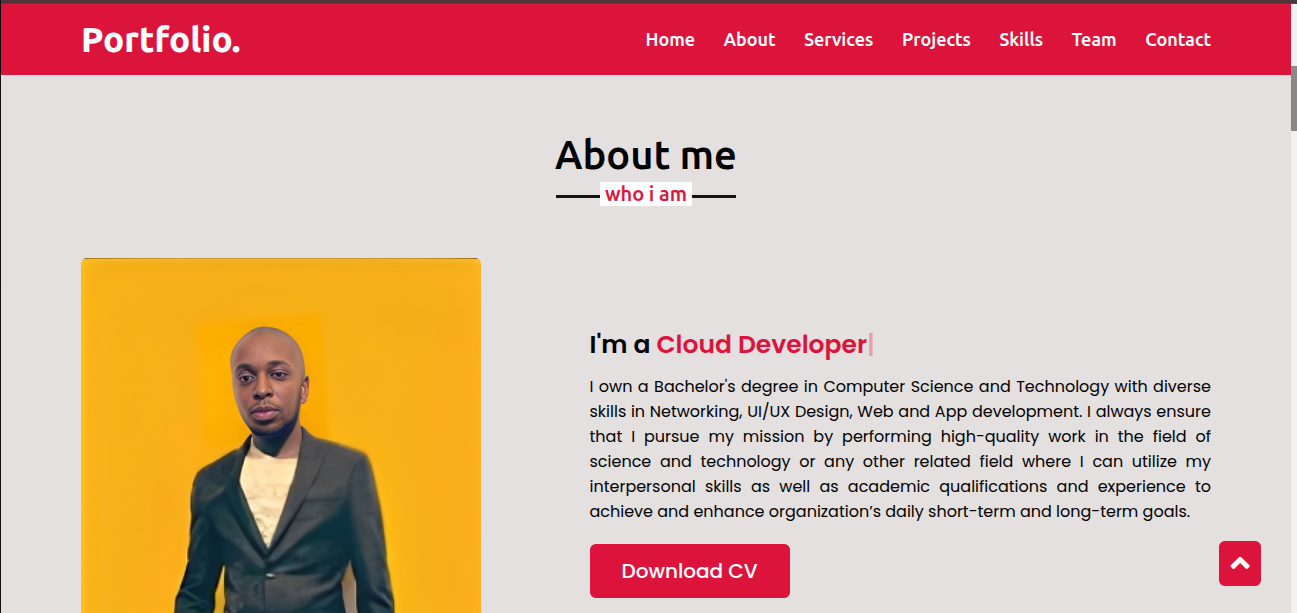 Portfolio.
Home About Services Projects Skills Team Contact
About me
who i am
I'm a Cloud Developer
I own a Bachelor's degree in Computer Science and Technology with diverse
skills in Networking, UI/UX Design, Web and App development. I always ensure
that I pursue my mission by performing high-quality work in the field of
science and technology or any other related field where I can utilize my
interpersonal skills as well as academic qualifications and experience to
achieve and enhance organization’s daily short-term and long-term goals.
Download CV